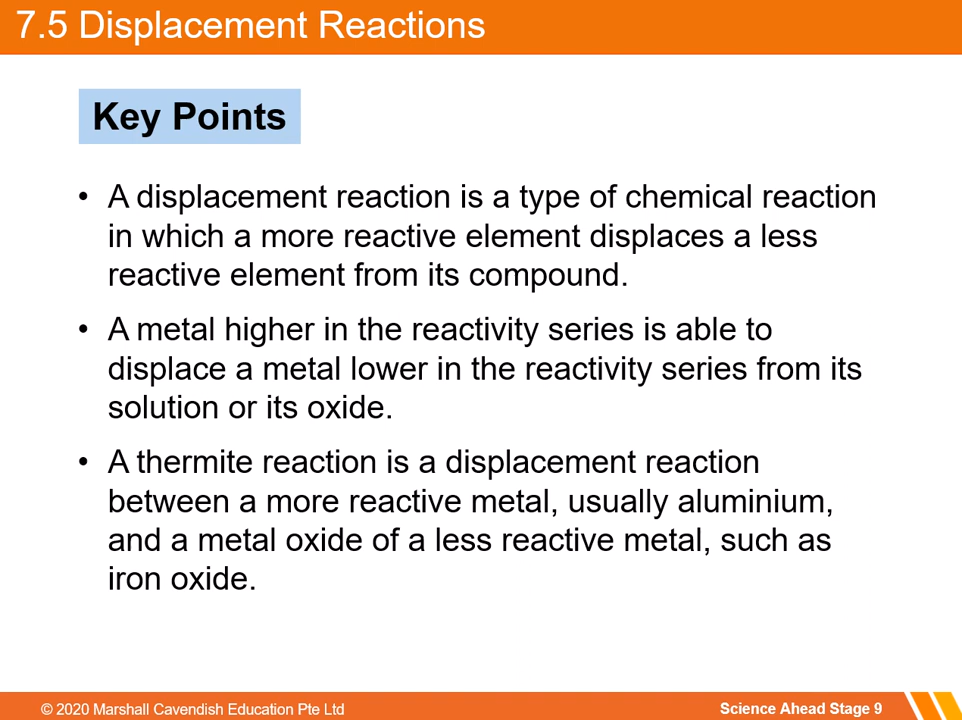 7.5 Displacement Reactions
Key Points
• A displacement reaction is a type of chemical reaction
in which a more reactive element displaces a less
reactive element from its compound.
• A metal higher in the reactivity series is able to
displace a metal lower in the reactivity series from its
solution or its oxide.
• A thermite reaction is a displacement reaction
between a more reactive metal, usually aluminium,
and a metal oxide of a less reactive metal, such as
iron oxide.
© 2020 Marshall Cavendish Education Pte Ltd
Science Ahead Stage 9